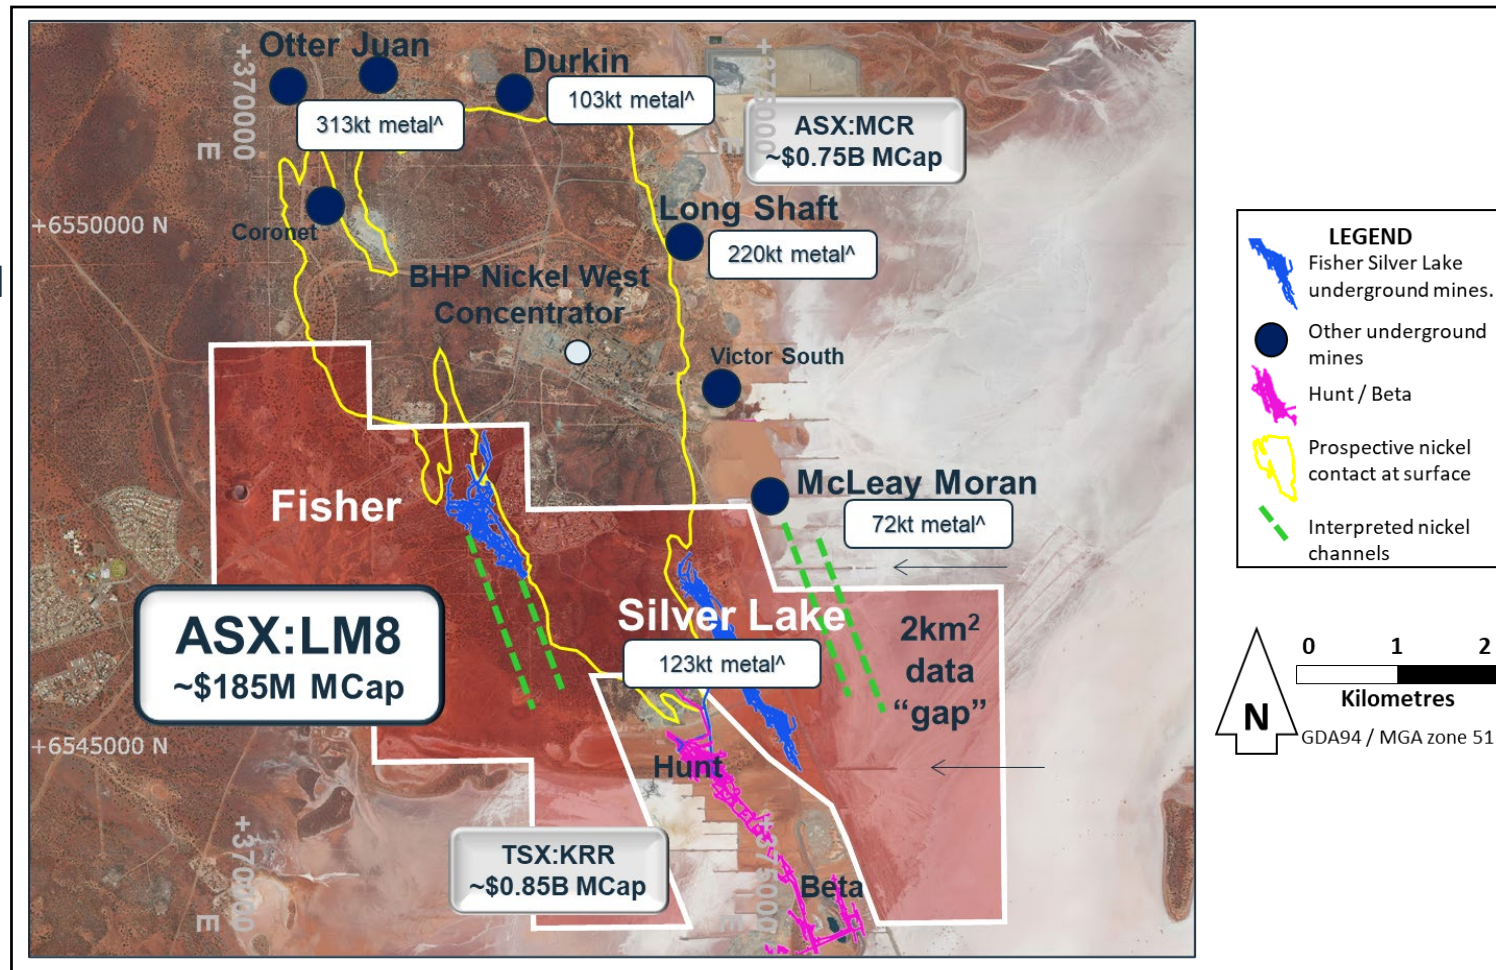 Otter Juan
Durkin
+370000 E
+375000 E
313kt metal^
103kt metal^
ASX:MCR
~$0.75B MCap
Coronet
+6550000 N
Long Shaft
220kt metal^
BHP Nickel West
Concentrator
Victor South
Fisher
McLeay Moran
72kt metal^
ASX:LM8
~$185M MCap
Silver Lake
123kt metal^
2km²
data
“gap”
+6545000 N
Hunt
TSX:KRR
~$0.85B MCap
Beta
+370000 E
+375000 E
LEGEND
Fisher Silver Lake
underground mines.
Other underground
mines
Hunt / Beta
Prospective nickel
contact at surface
Interpreted nickel
channels
N
0 1 2
Kilometres
GDA94 / MGA zone 51